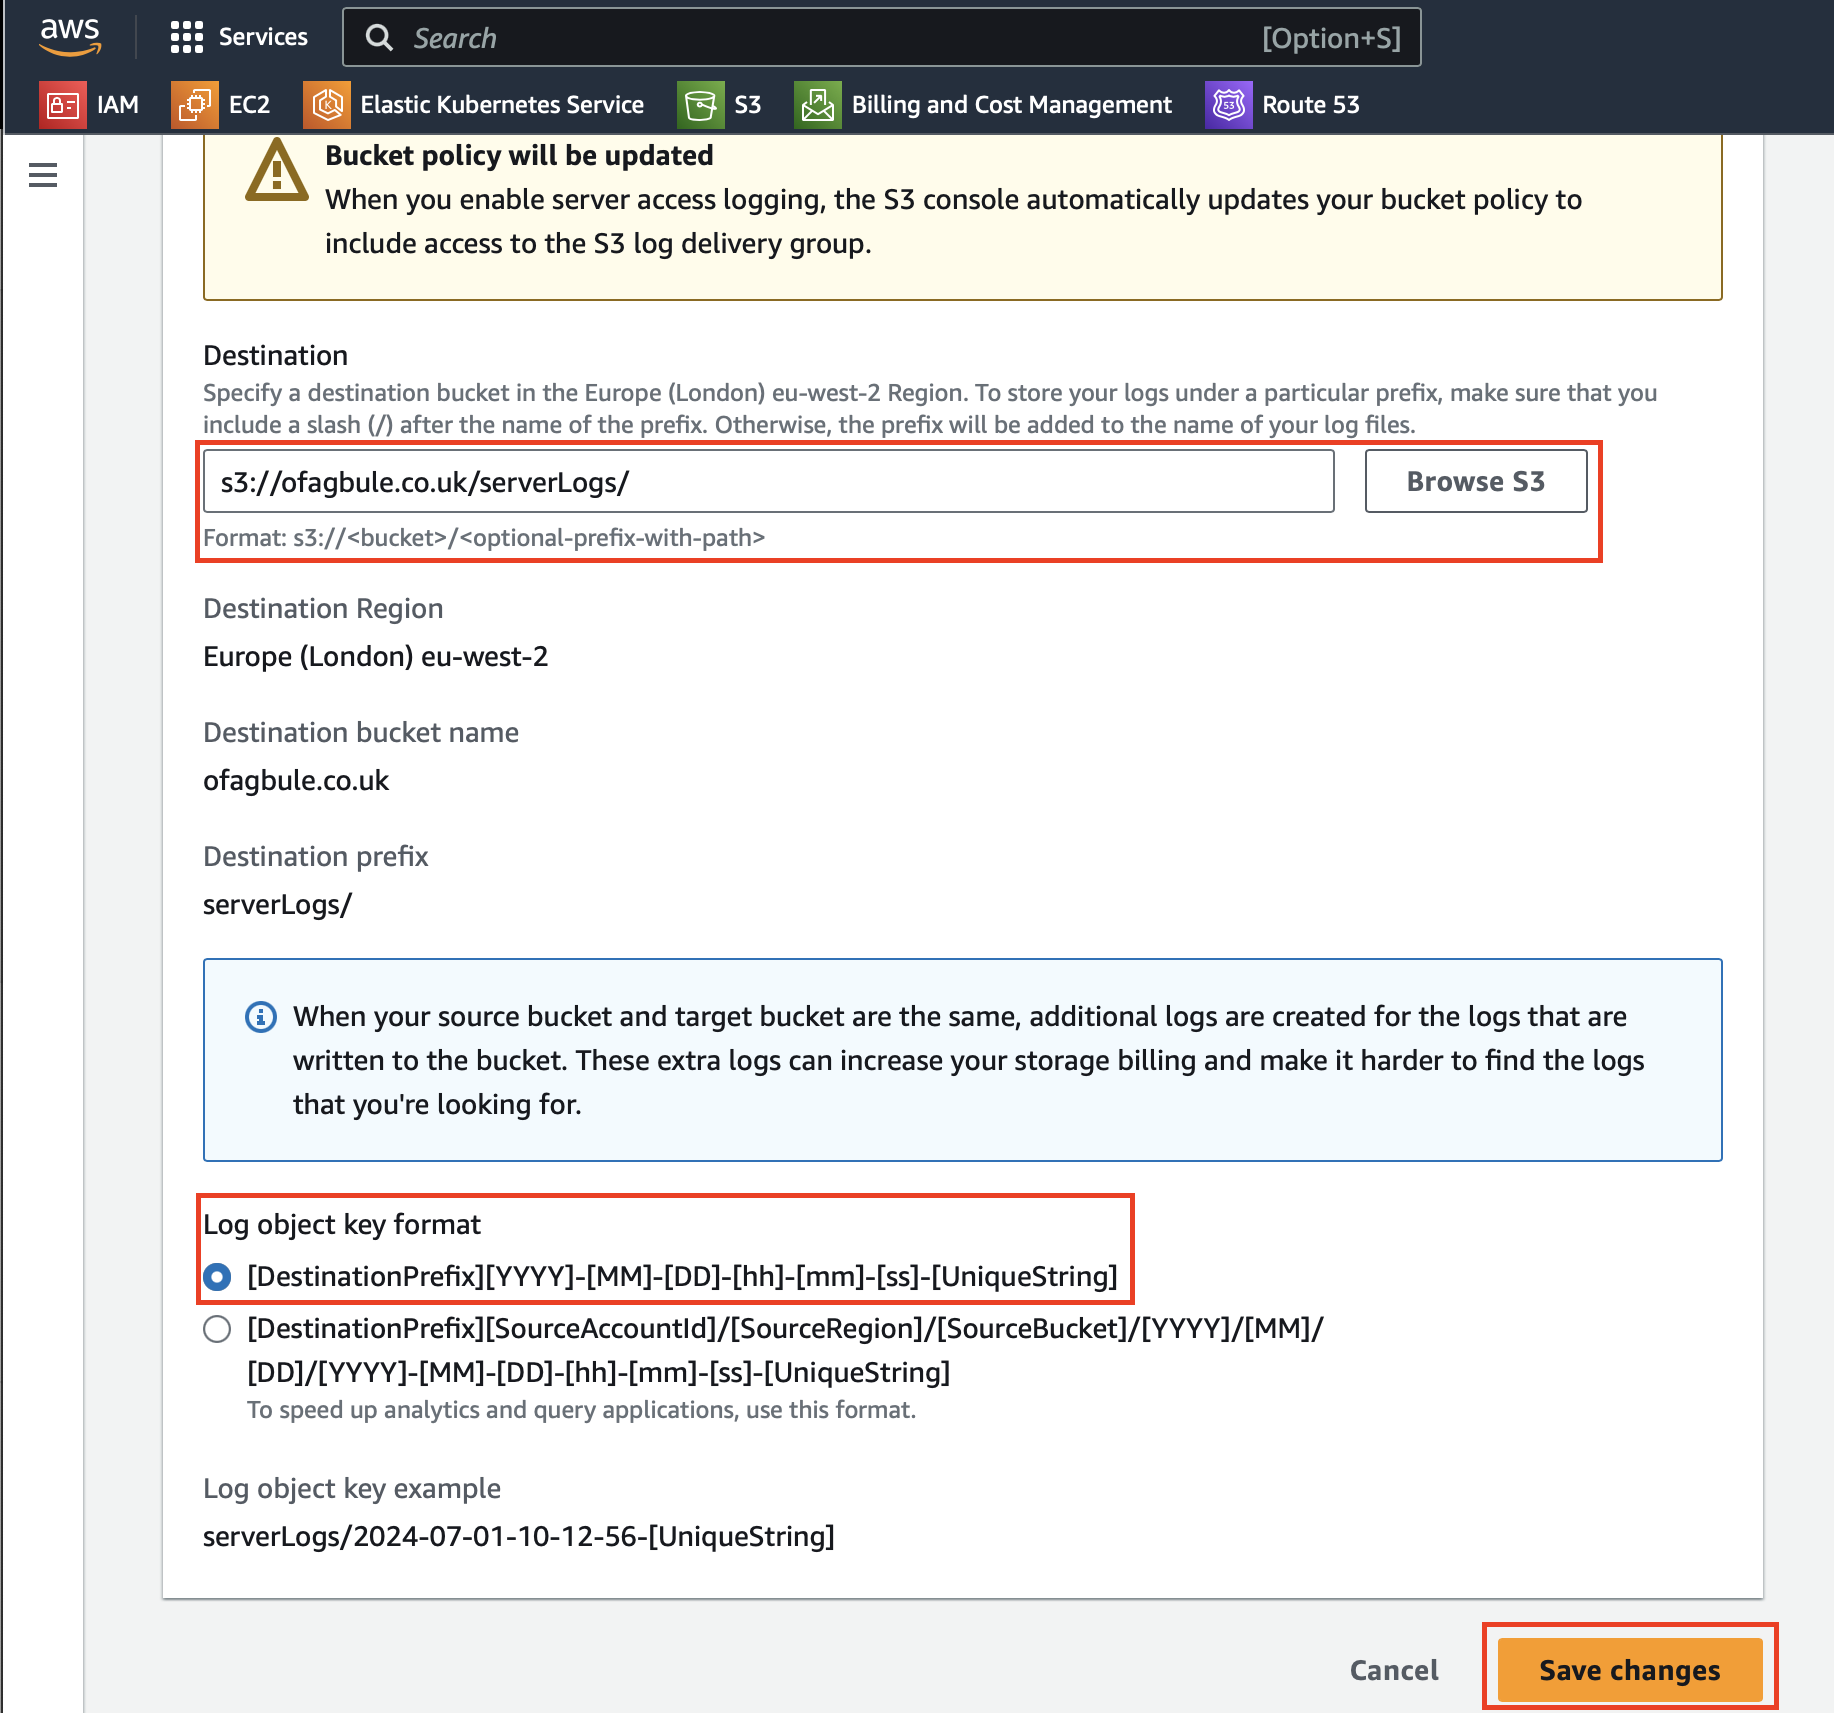 aws
Services
Search
[Option+S]
IAM
EC2
Elastic Kubernetes Service
S3
Billing and Cost Management
53
Route 53
Bucket policy will be updated
When you enable server access logging, the S3 console automatically updates your bucket policy to
include access to the S3 log delivery group.
Destination
Specify a destination bucket in the Europe (London) eu-west-2 Region. To store your logs under a particular prefix, make sure that you
include a slash (/) after the name of the prefix. Otherwise, the prefix will be added to the name of your log files.
s3://ofagbule.co.uk/serverLogs/
Browse S3
Format: s3://<bucket>/<optional-prefix-with-path>
Destination Region
Europe (London) eu-west-2
Destination bucket name
ofagbule.co.uk
Destination prefix
serverLogs/
When your source bucket and target bucket are the same, additional logs are created for the logs that are
written to the bucket. These extra logs can increase your storage billing and make it harder to find the logs
that you're looking for.
Log object key format
[DestinationPrefix][YYYY]-[MM]-[DD]-[hh]-[mm]-[ss]-[UniqueString]
[DestinationPrefix][SourceAccountId]/[SourceRegion]/[SourceBucket]/[YYYY]/[MM]/
[DD]/[YYYY]-[MM]-[DD]-[hh]-[mm]-[ss]-[UniqueString]
To speed up analytics and query applications, use this format.
Log object key example
serverLogs/2024-07-01-10-12-56-[UniqueString]
Cancel
Save changes